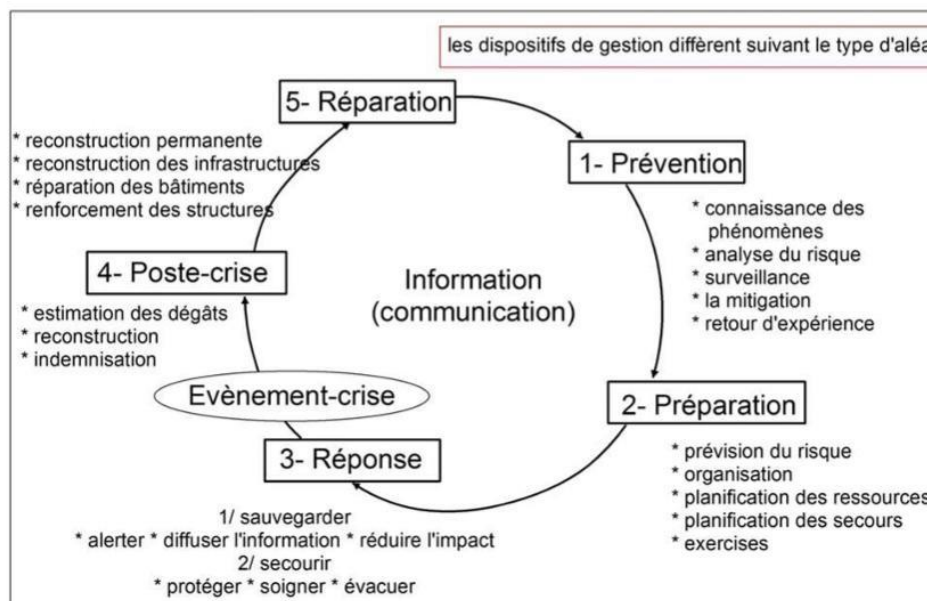 les dispositifs de gestion diffèrent suivant le type d'aléa
5- Réparation
* reconstruction permanente
* reconstruction des infrastructures
* réparation des bâtiments
* renforcement des structures
1- Prévention
* connaissance des
phénomènes
* analyse du risque
* surveillance
* la mitigation
* retour d'expérience
4- Poste-crise
* estimation des dégâts
* reconstruction
* indemnisation
Information
(communication)
Evènement-crise
2- Préparation
* prévision du risque
* organisation
* planification des ressources
* planification des secours
* exercises
3- Réponse
1/ sauvegarder
* alerter * diffuser l'information * réduire l'impact
2/ secourir
* protéger * soigner * évacuer